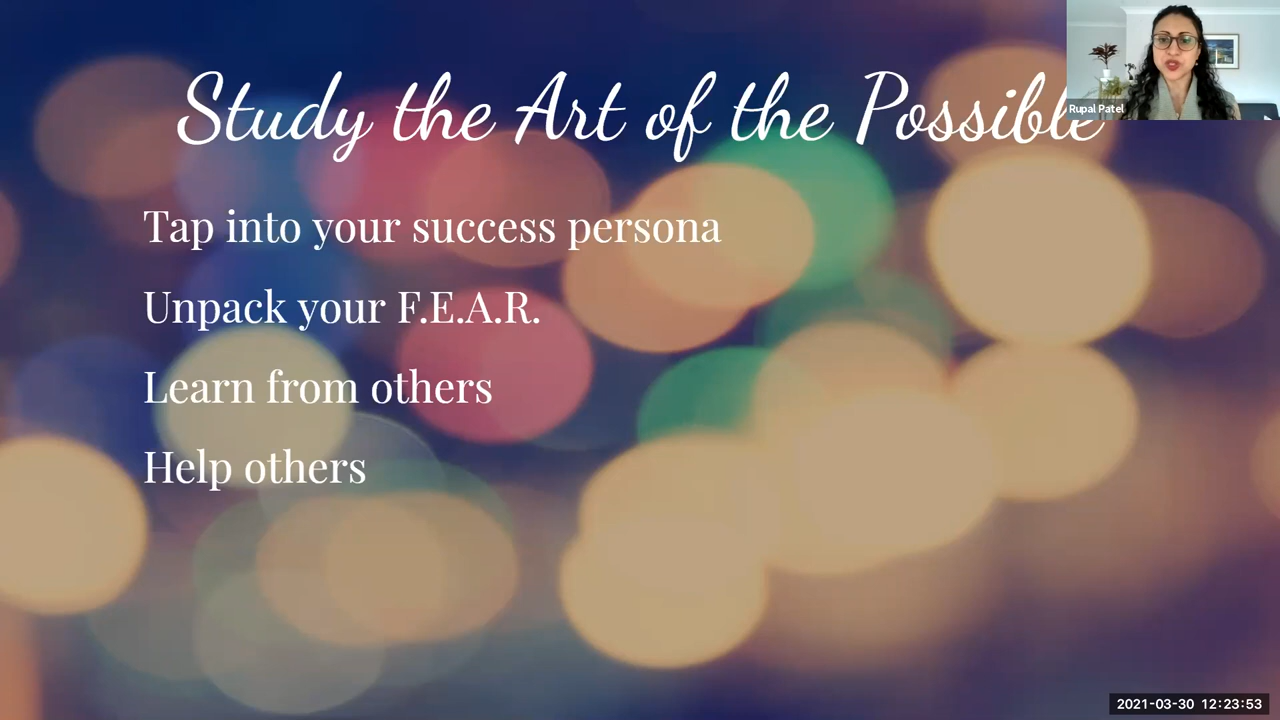 Study the Art of the Possible
Rupal Patel
Tap into your success persona
Unpack your F.E.A.R.
Learn from others
Help others
2021-03-30 12:23:53